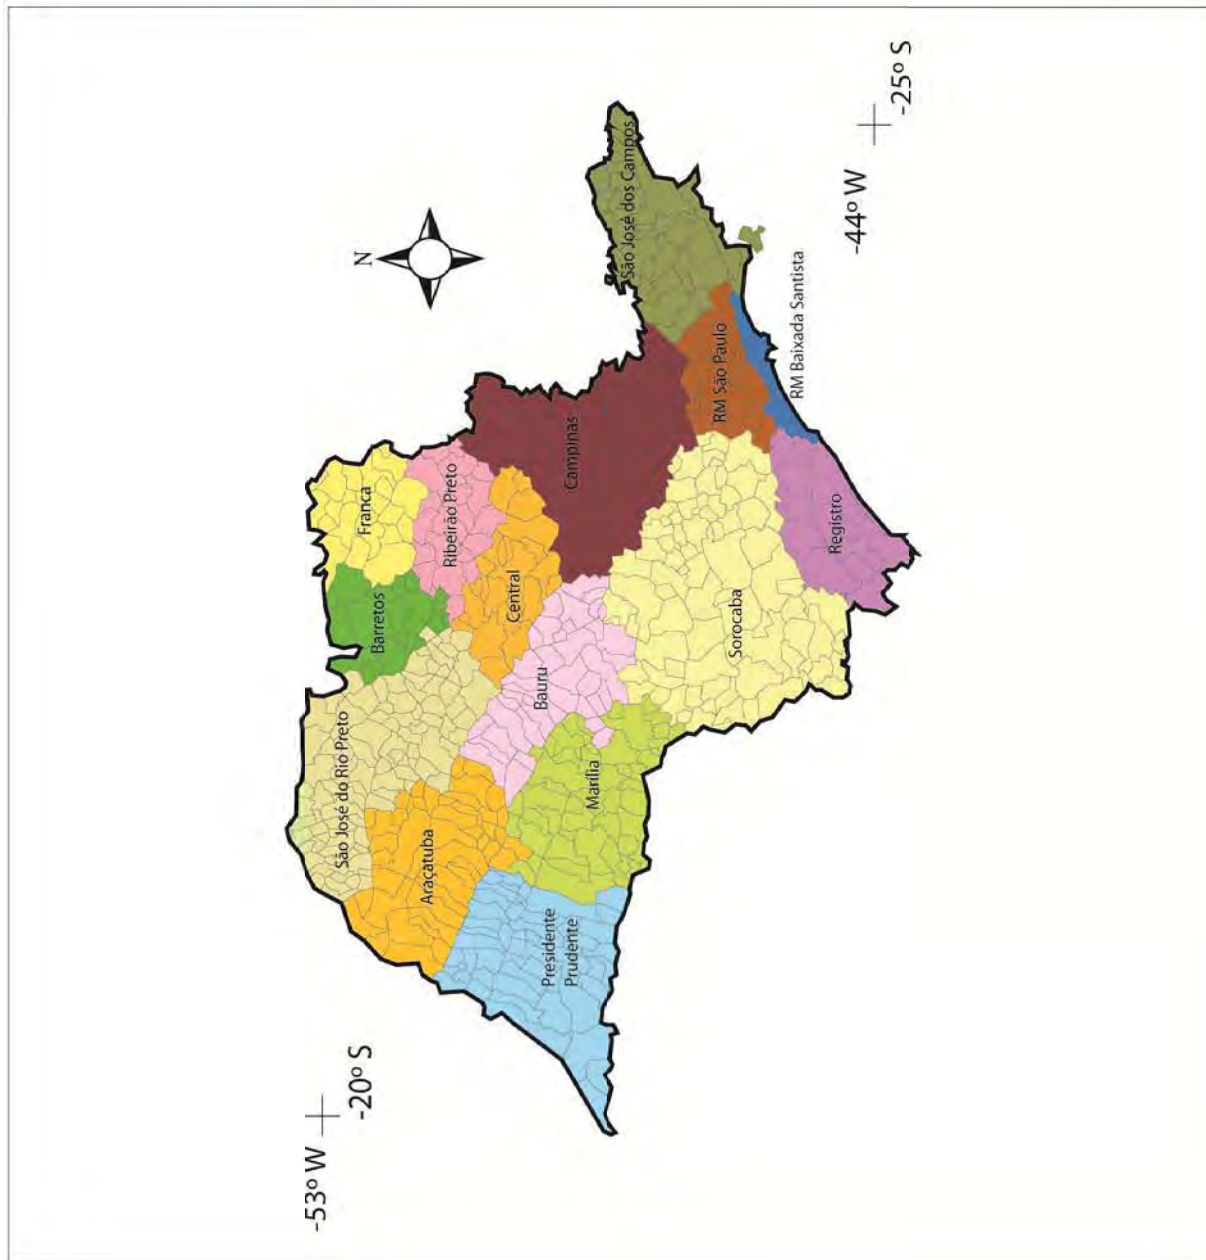 -53º W
-20º S
N
São José do Rio Preto
Barretos
Franca
Araçatuba
Ribeirão Preto
Central
Presidente
Prudente
Bauru
Campinas
São José dos Campos
Marília
Sorocaba
RM São Paulo
RM Baixada Santista
Registro
-44º W
-25º S